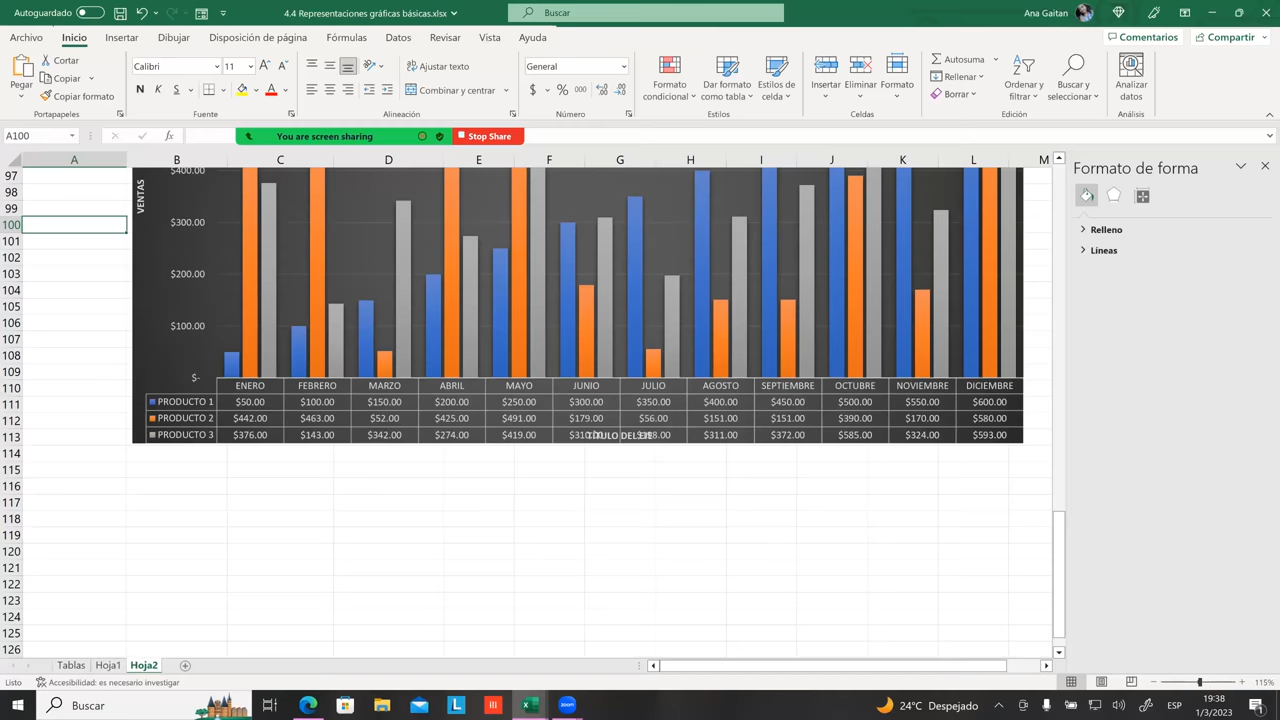 Autoguardado
4.4 Representaciones gráficas básicas.xlsx
Buscar
Ana Gaitan
Archivo Inicio Insertar Dibujar Disposición de página Fórmulas Datos Revisar Vista Ayuda
Comentarios Compartir
Pegar
Cortar
Copiar
Copiar formato
Portapapeles
Calibri 11
N K S
Fuente
Ajustar texto
Combinar y centrar
Alineación
General
$ % 000
Número
Formato condicional
Dar formato como tabla
Estilos de celda
Estilos
Insertar Eliminar Formato
Celdas
Autosuma
Rellenar
Borrar
Ordenar y filtrar
Buscar y seleccionar
Edición
Analizar datos
Análisis
A100
fx
You are screen sharing
Stop Share
A B C D E F G H I J K L M
97
98
99
100
101
102
103
104
105
106
107
108
109
110
111
112
113
114
115
116
117
118
119
120
121
122
123
124
125
126
VENTAS
$400.00
$300.00
$200.00
$100.00
$-
ENERO FEBRERO MARZO ABRIL MAYO JUNIO JULIO AGOSTO SEPTIEMBRE OCTUBRE NOVIEMBRE DICIEMBRE
PRODUCTO 1 $50.00 $100.00 $150.00 $200.00 $250.00 $300.00 $350.00 $400.00 $450.00 $500.00 $550.00 $600.00
PRODUCTO 2 $442.00 $463.00 $52.00 $425.00 $491.00 $179.00 $56.00 $151.00 $151.00 $390.00 $170.00 $580.00
PRODUCTO 3 $376.00 $143.00 $342.00 $274.00 $419.00 $311.00 $372.00 $585.00 $324.00 $593.00
TÍTULO DEL EJE
Formato de forma
Relleno
Líneas
Tablas Hoja1 Hoja2
Listo
Accesibilidad: es necesario investigar
115%
Buscar
24°C Despejado
ESP
19:38
1/3/2023